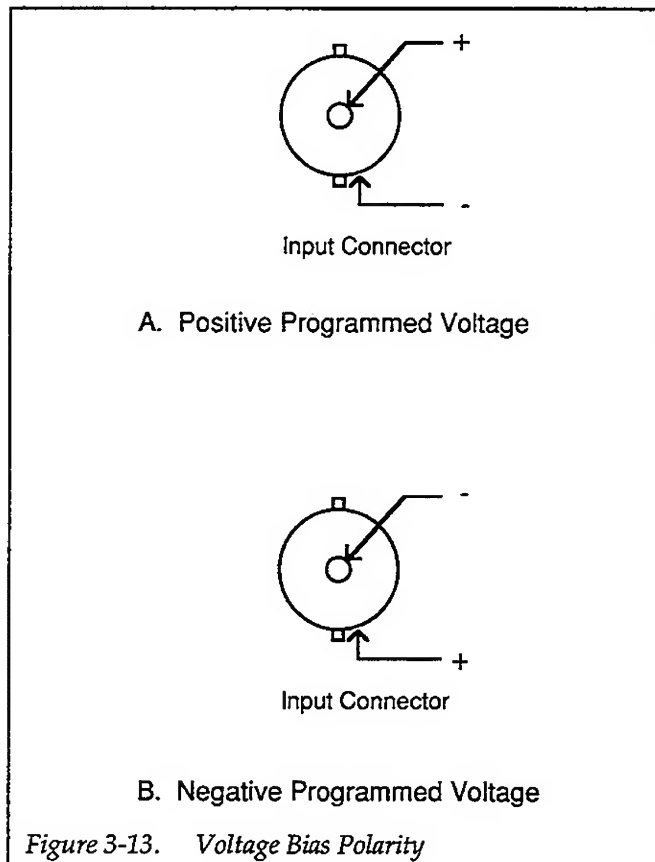 +
-
Input Connector
A. Positive Programmed Voltage
-
+
Input Connector
B. Negative Programmed Voltage
Figure 3-13. Voltage Bias Polarity